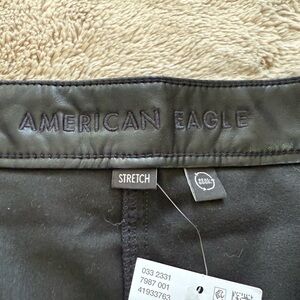 AMERICAN EAGLE
STRETCH
033 2331
7987 001
41933763